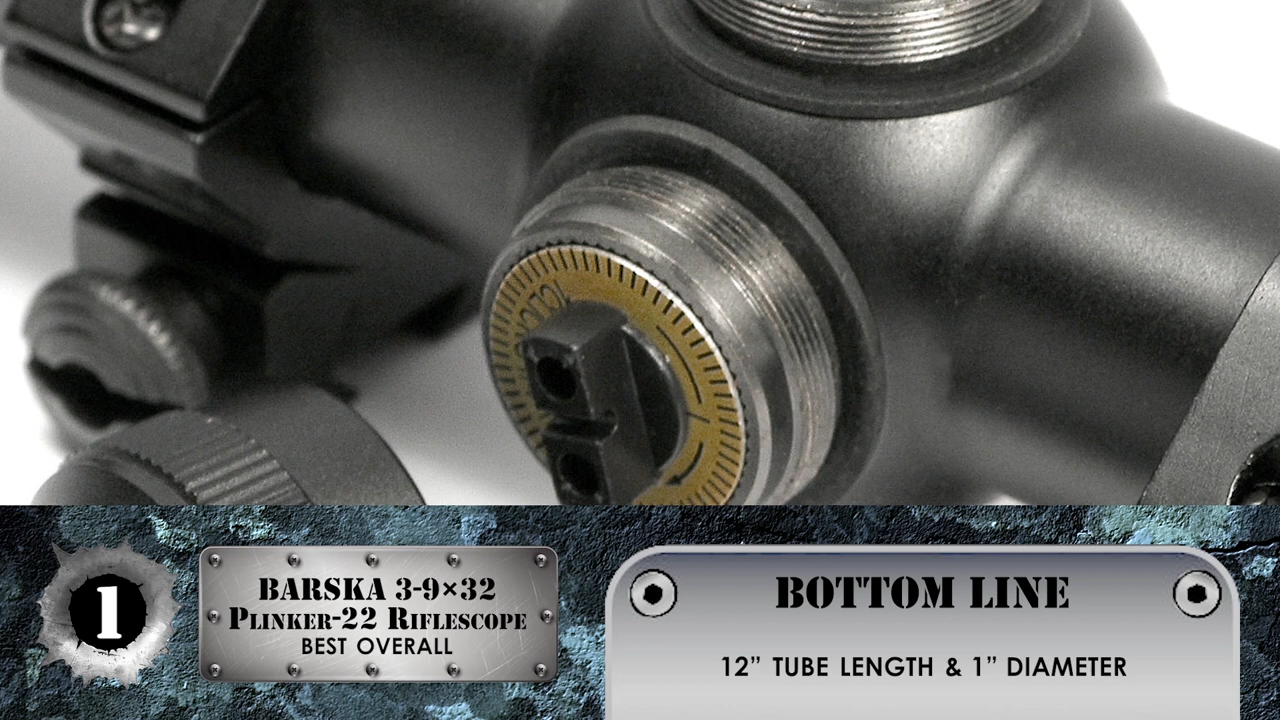 1
BARSKA 3-9×32
PLINKER-22 RIFLESCOPE
BEST OVERALL
BOTTOM LINE
12” TUBE LENGTH & 1” DIAMETER